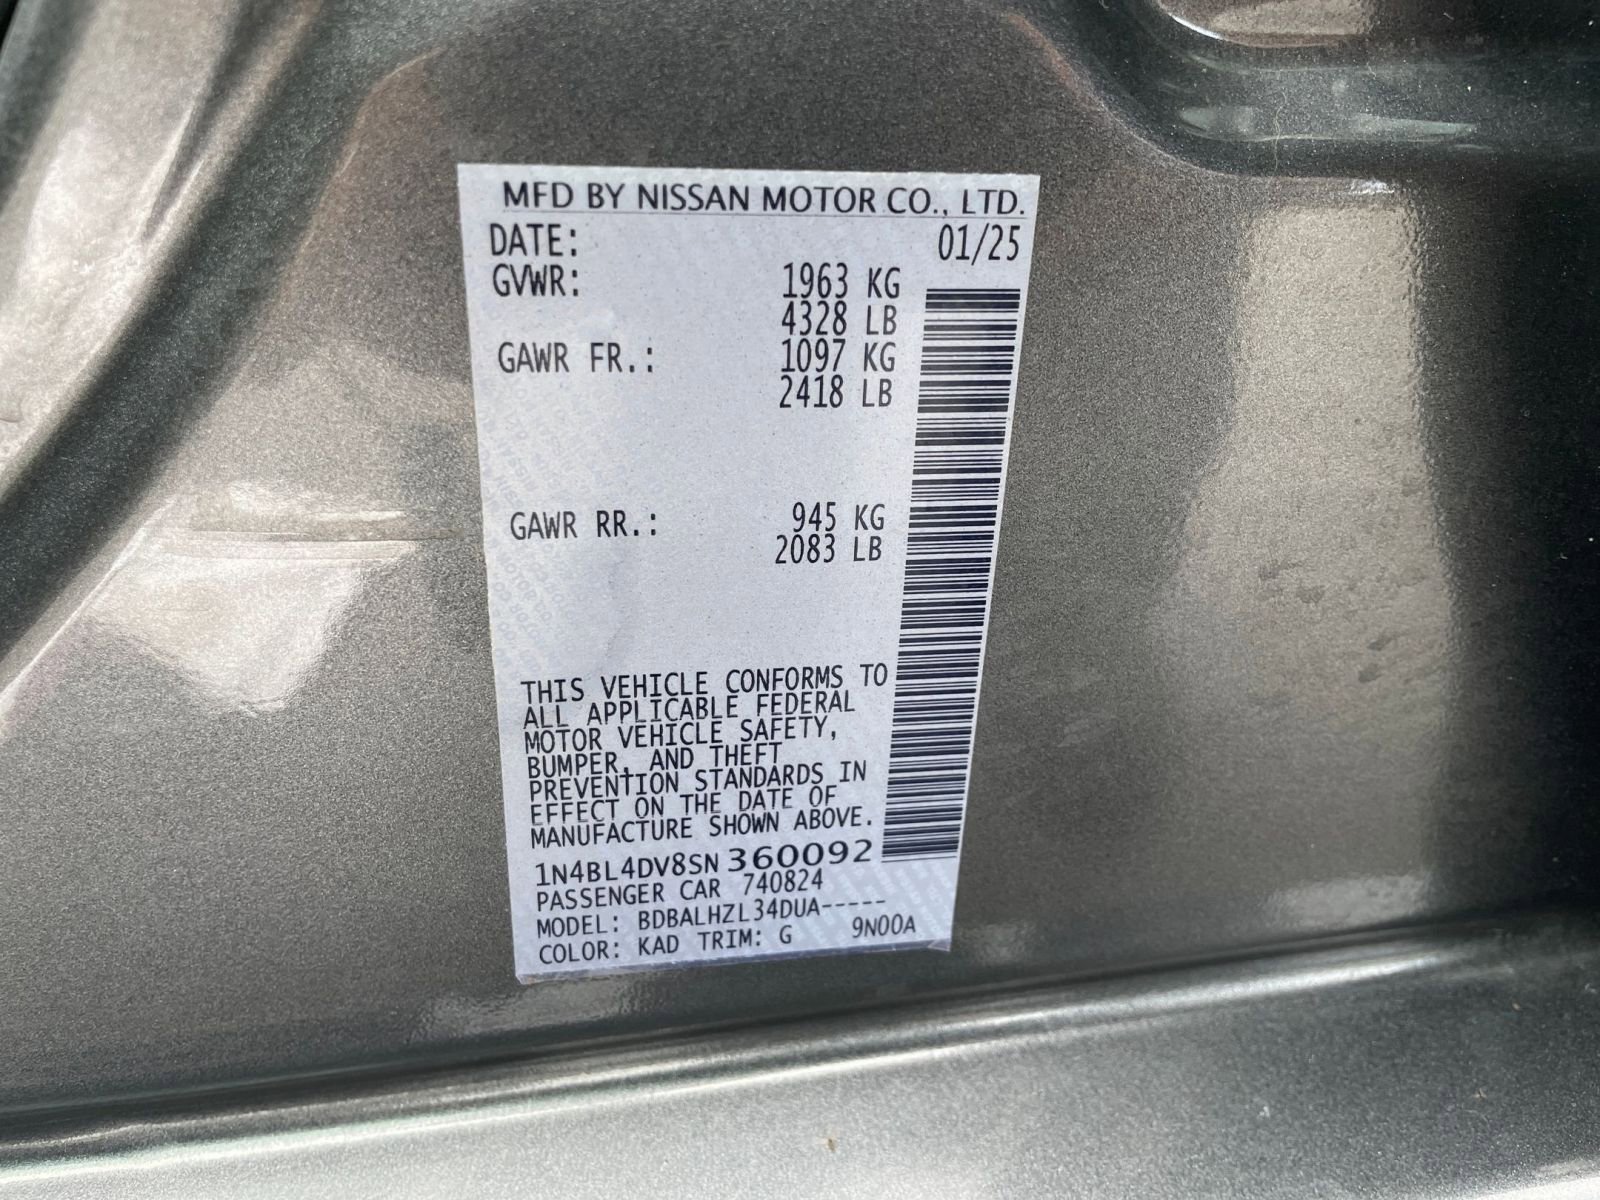 MFD BY NISSAN MOTOR CO., LTD.
DATE: 01/25
GVWR: 1963 KG
4328 LB
GAWR FR.: 1097 KG
2418 LB
GAWR RR.: 945 KG
2083 LB
THIS VEHICLE CONFORMS TO
ALL APPLICABLE FEDERAL
MOTOR VEHICLE SAFETY,
BUMPER, AND THEFT
PREVENTION STANDARDS IN
EFFECT ON THE DATE OF
MANUFACTURE SHOWN ABOVE.
1N4BL4DV8SN 360092
PASSENGER CAR 740824
MODEL: BDBALHZL34DUA-----
COLOR: KAD TRIM: G 9N00A